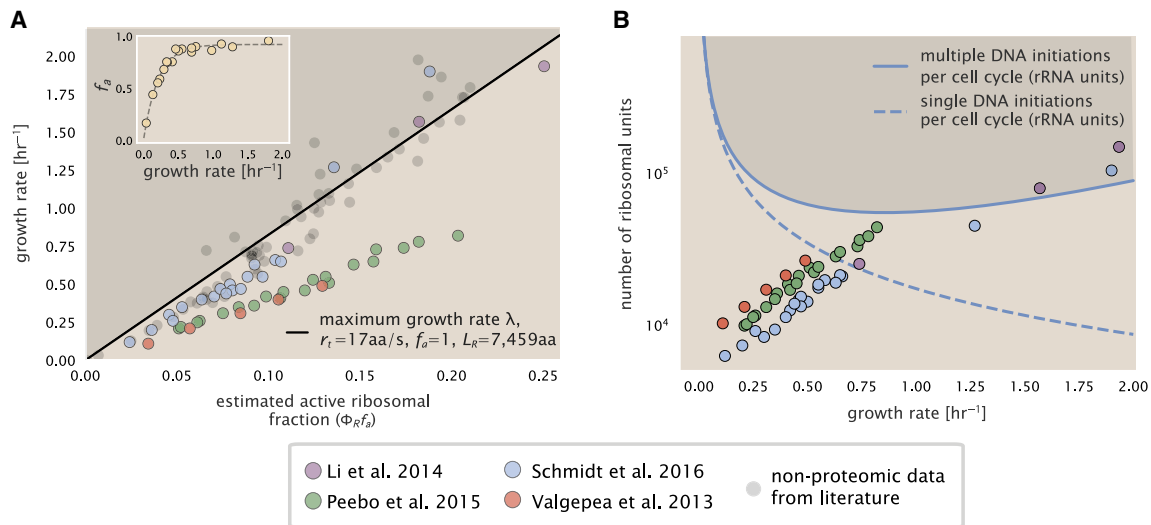 A
growth rate [hr⁻¹]
2.00
1.75
1.50
1.25
1.00
0.75
0.50
0.25
0.00
0.00
0.05
0.10
0.15
0.20
0.25
estimated active ribosomal
fraction (Φ_R f_a)
f_a
1.0
0.5
0.0
0.0
0.5
1.0
1.5
2.0
growth rate [hr⁻¹]
maximum growth rate λ,
r_t=17aa/s, f_a=1, L_R=7,459aa
B
number of ribosomal units
10⁵
10⁴
multiple DNA initiations
per cell cycle (rRNA units)
single DNA initiations
per cell cycle (rRNA units)
0.00
0.25
0.50
0.75
1.00
1.25
1.50
1.75
2.00
growth rate [hr⁻¹]
Li et al. 2014
Peebo et al. 2015
Schmidt et al. 2016
Valgepea et al. 2013
non-proteomic data
from literature